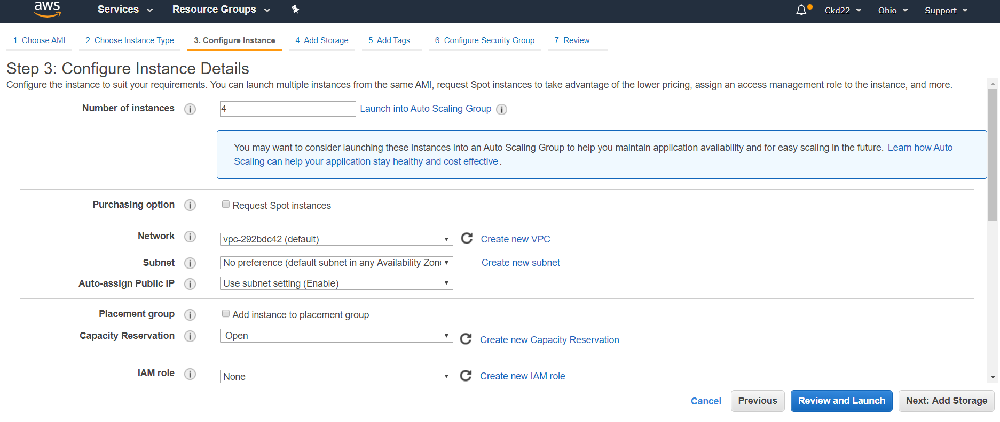 aws Services Resource Groups Ckd22 Ohio Support
1. Choose AMI 2. Choose Instance Type 3. Configure Instance 4. Add Storage 5. Add Tags 6. Configure Security Group 7. Review
Step 3: Configure Instance Details
Configure the instance to suit your requirements. You can launch multiple instances from the same AMI, request Spot instances to take advantage of the lower pricing, assign an access management role to the instance, and more.
Number of instances i 4 Launch into Auto Scaling Group i
You may want to consider launching these instances into an Auto Scaling Group to help you maintain application availability and for easy scaling in the future. Learn how Auto
Scaling can help your application stay healthy and cost effective.
Purchasing option i Request Spot instances
Network i vpc-292bdc42 (default) Create new VPC
Subnet i No preference (default subnet in any Availability Zon Create new subnet
Auto-assign Public IP i Use subnet setting (Enable)
Placement group i Add instance to placement group
Capacity Reservation i Open Create new Capacity Reservation
IAM role i None Create new IAM role
Cancel Previous Review and Launch Next: Add Storage